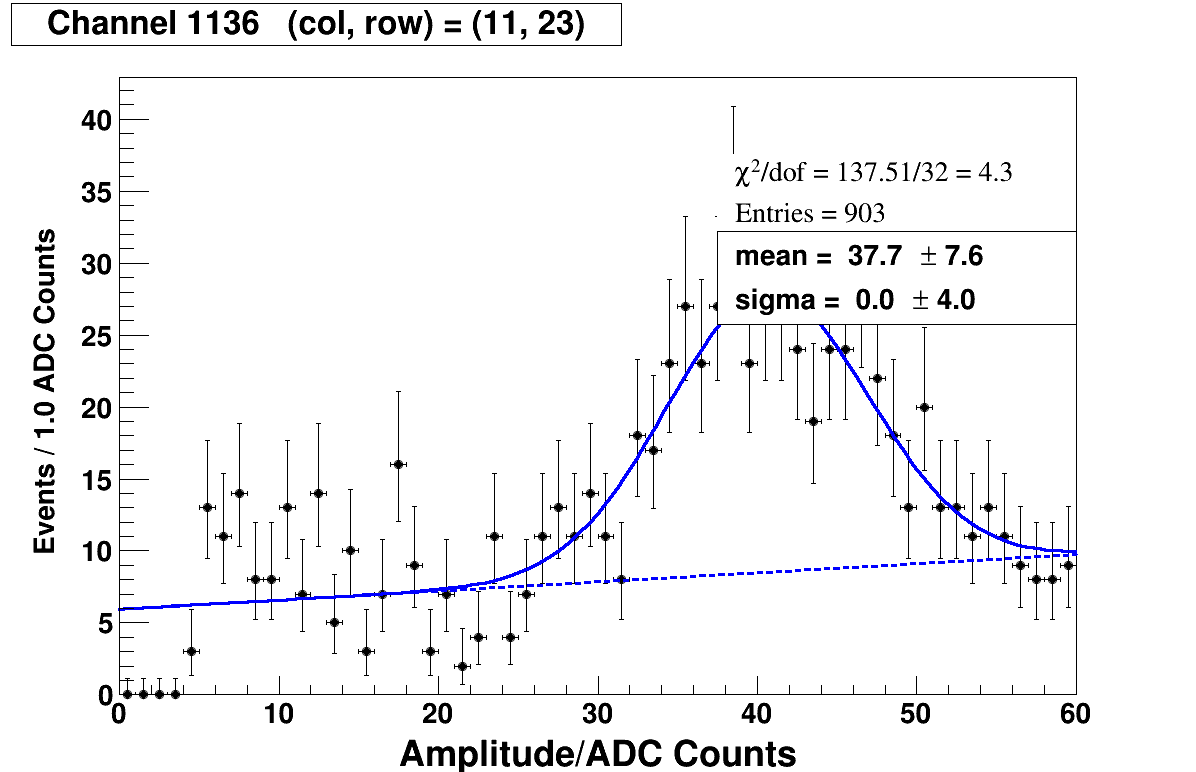 Channel 1136 (col, row) = (11, 23)
40
35
30
25
20
15
10
5
0
Events / 1.0 ADC Counts
χ²/dof = 137.51/32 = 4.3
Entries = 903
mean = 37.7 ± 7.6
sigma = 0.0 ± 4.0
0 10 20 30 40 50 60
Amplitude/ADC Counts